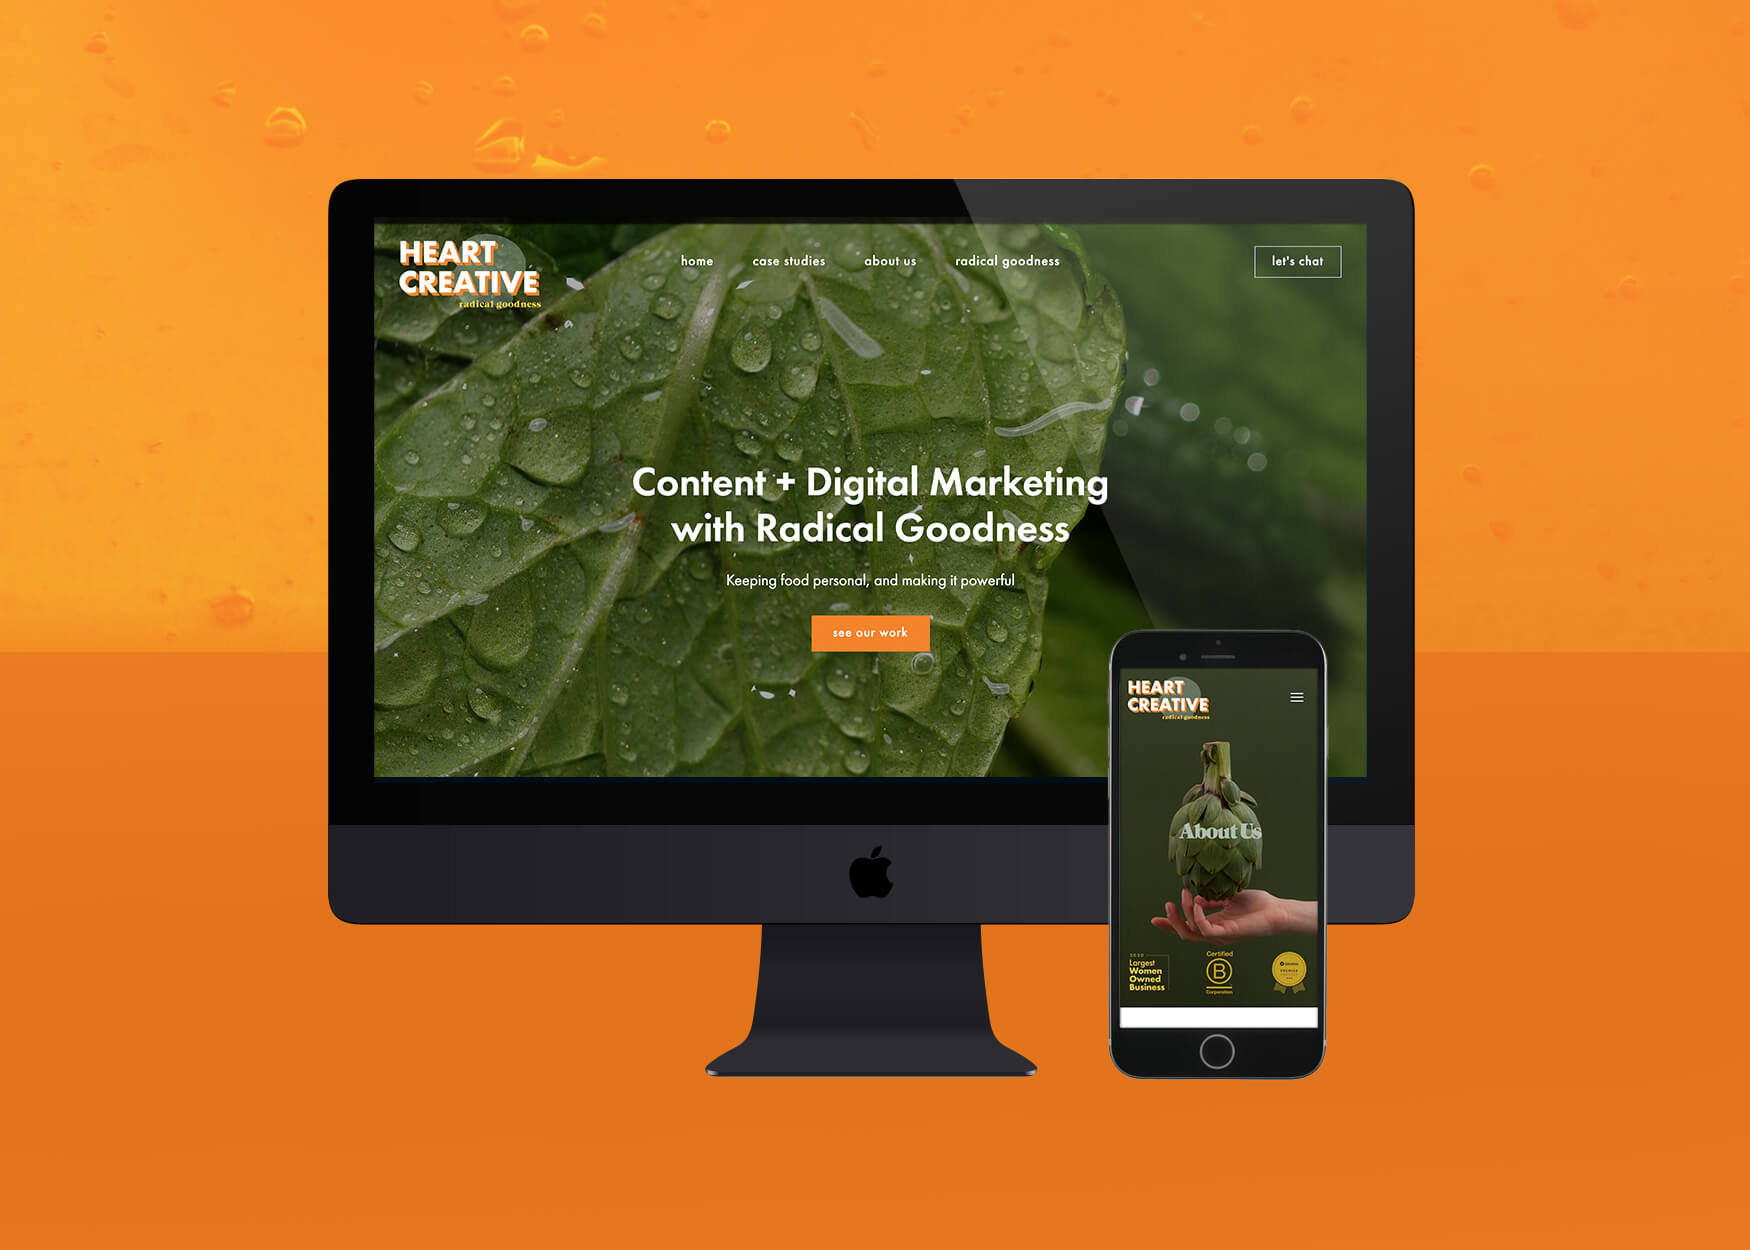 HEART
CREATIVE
radical goodness
home
case studies
about us
radical goodness
let's chat
Content + Digital Marketing
with Radical Goodness
Keeping food personal, and making it powerful
see our work
HEART
CREATIVE
radical goodness
About Us
2020
Largest
Women
Owned
Business
Certified
B
Corporation
PREMIER